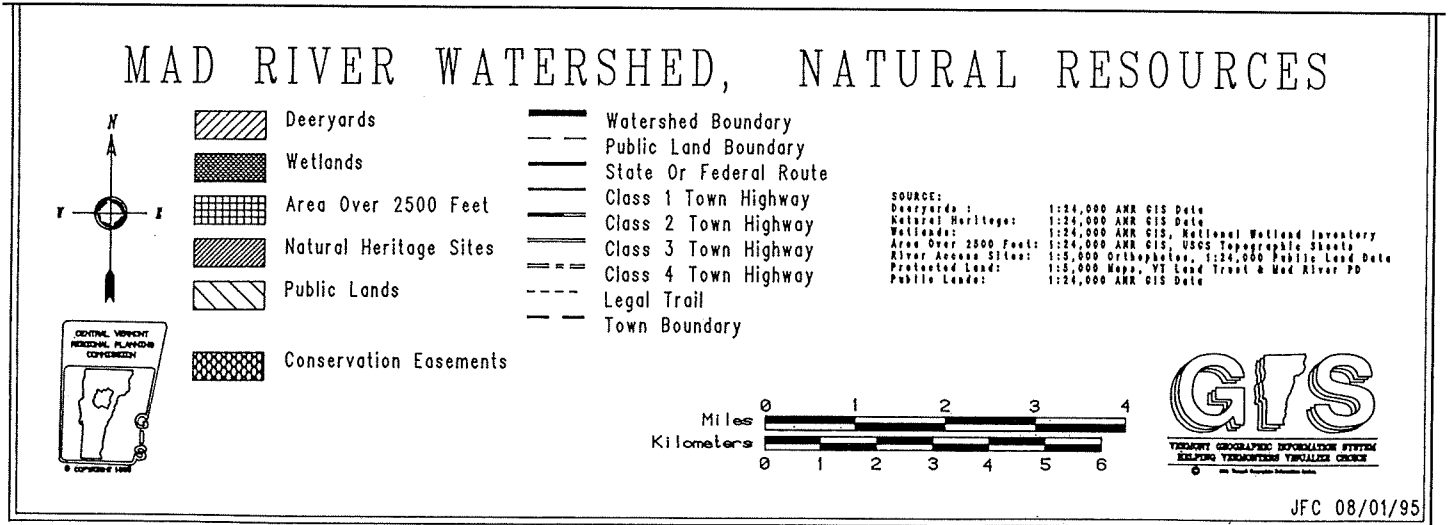 MAD RIVER WATERSHED, NATURAL RESOURCES
N
Deeryards
Wetlands
Area Over 2500 Feet
Natural Heritage Sites
Public Lands
Conservation Easements
Watershed Boundary
Public Land Boundary
State Or Federal Route
Class 1 Town Highway
Class 2 Town Highway
Class 3 Town Highway
Class 4 Town Highway
Legal Trail
Town Boundary
SOURCE:
Deeryards : 1:24,000 ANR GIS Data
Natural Heritage: 1:24,000 ANR GIS Data
Wetlands: 1:24,000 ANR GIS, National Wetland Inventory
Area Over 2500 Feet: 1:24,000 ANR GIS, USGS Topographic Sheets
River Access Sites: 1:5,000 Orthophotos, 1:24,000 Public Land Data
Protected Land: 1:5,000 Maps, VT Land Trust & Mad River PD
Public Lands: 1:24,000 ANR GIS Data
CENTRAL VERMONT
REGIONAL PLANNING
COMMISSION
GIS
© COPYRIGHT
Miles 0 1 2 3 4
Kilometers
0 1 2 3 4 5 6
GIS
VERMONT GEOGRAPHIC INFORMATION SYSTEM
HELPING VERMONTERS VISUALIZE CHOICE
©
JFC 08/01/95